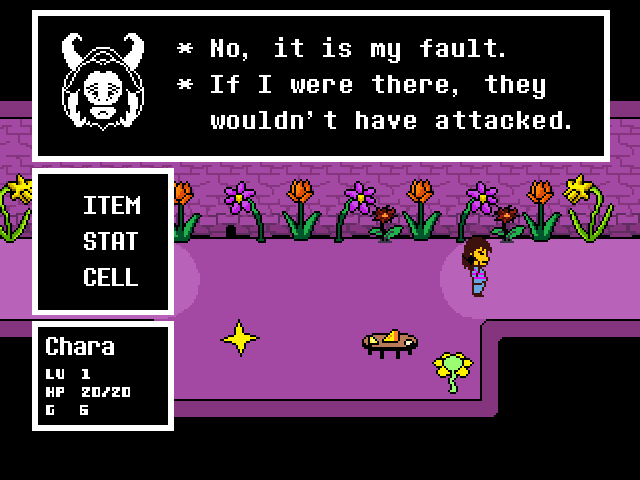 * No, it is my fault.
* If I were there, they
wouldn't have attacked.
ITEM
STAT
CELL
Chara
LV 1
HP 20/20
G 6